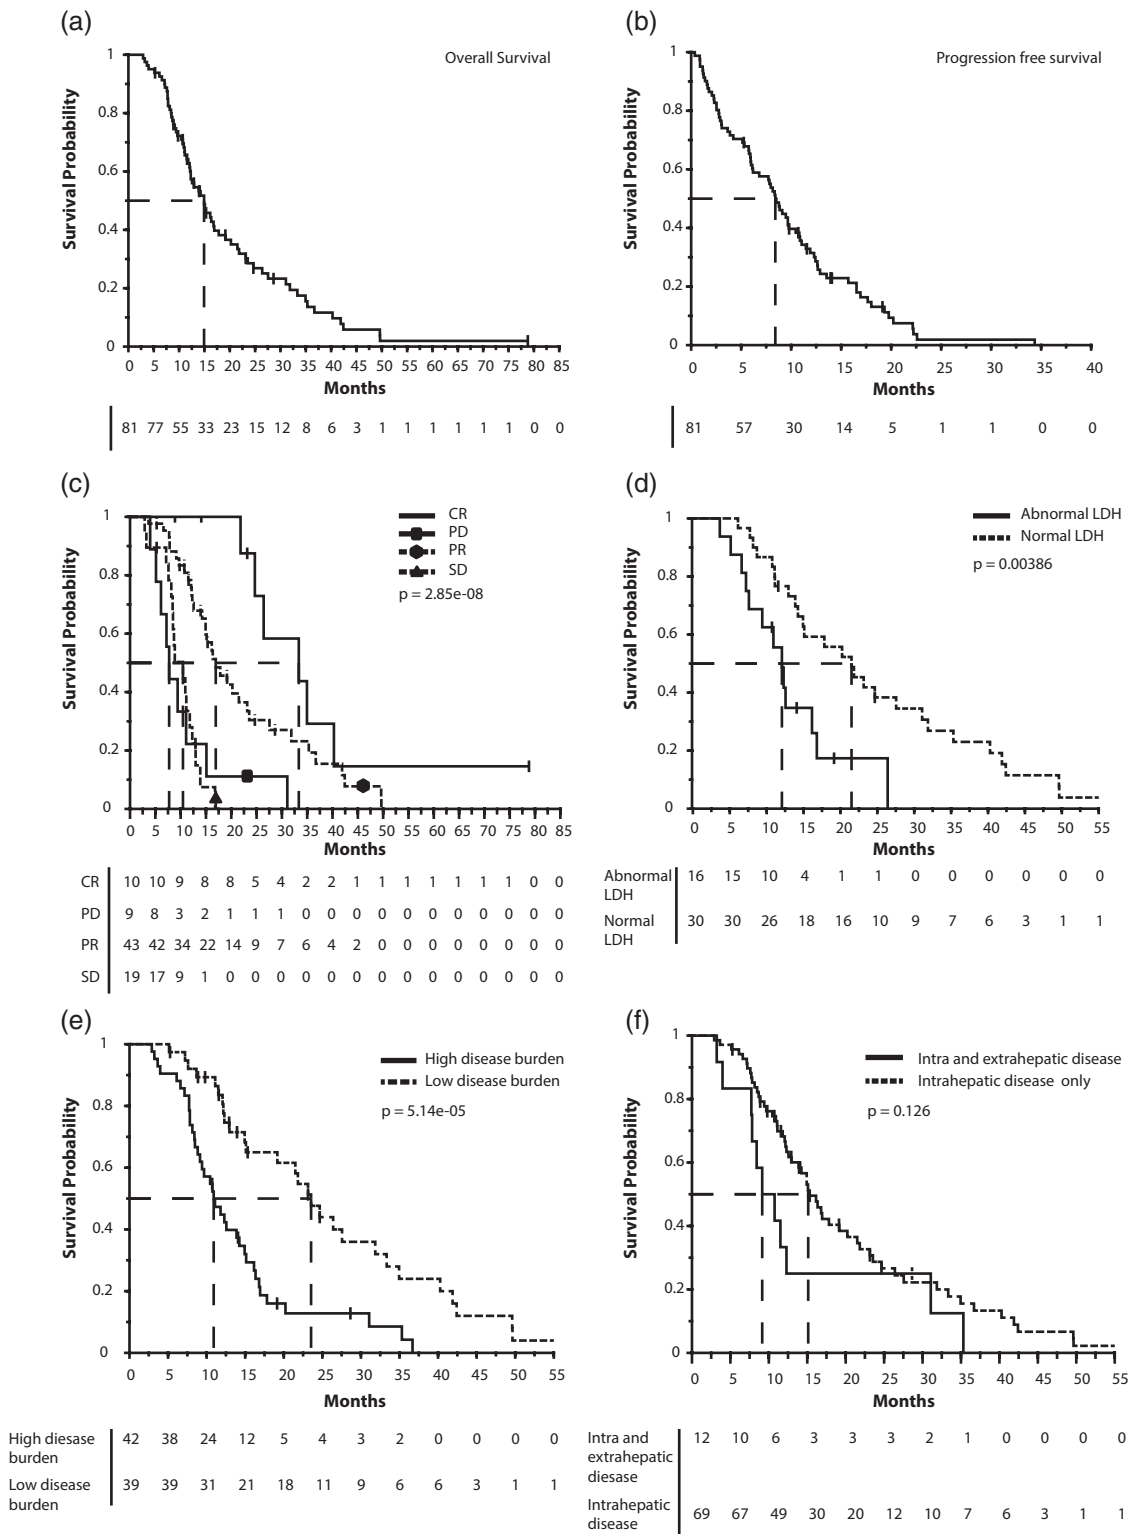 (a)
Overall Survival
Survival Probability
1
0.8
0.6
0.4
0.2
0
0 5 10 15 20 25 30 35 40 45 50 55 60 65 70 75 80 85
Months
81 77 55 33 23 15 12 8 6 3 1 1 1 1 1 1 0 0
(b)
Progression free survival
Survival Probability
1
0.8
0.6
0.4
0.2
0
0 5 10 15 20 25 30 35 40
Months
81 57 30 14 5 1 1 0 0
(c)
CR
PD
PR
SD
p = 2.85e-08
Survival Probability
1
0.8
0.6
0.4
0.2
0
0 5 10 15 20 25 30 35 40 45 50 55 60 65 70 75 80 85
Months
CR 10 10 9 8 8 5 4 2 2 1 1 1 1 1 1 1 0 0
PD 9 8 3 2 1 1 1 0 0 0 0 0 0 0 0 0 0 0
PR 43 42 34 22 14 9 7 6 4 2 0 0 0 0 0 0 0 0
SD 19 17 9 1 0 0 0 0 0 0 0 0 0 0 0 0 0 0
(d)
Abnormal LDH
Normal LDH
p = 0.00386
Survival Probability
1
0.8
0.6
0.4
0.2
0
0 5 10 15 20 25 30 35 40 45 50 55
Months
Abnormal 16 15 10 4 1 1 0 0 0 0 0 0
LDH
Normal 30 30 26 18 16 10 9 7 6 3 1 1
LDH
(e)
High disease burden
Low disease burden
p = 5.14e-05
Survival Probability
1
0.8
0.6
0.4
0.2
0
0 5 10 15 20 25 30 35 40 45 50 55
Months
High diesase 42 38 24 12 5 4 3 2 0 0 0 0
burden
Low disease 39 39 31 21 18 11 9 6 6 3 1 1
burden
(f)
Intra and extrahepatic disease
Intrahepatic disease only
p = 0.126
Survival Probability
1
0.8
0.6
0.4
0.2
0
0 5 10 15 20 25 30 35 40 45 50 55
Months
Intra and 12 10 6 3 3 3 2 1 0 0 0 0
extrahepatic
diesase
Intrahepatic 69 67 49 30 20 12 10 7 6 3 1 1
disease